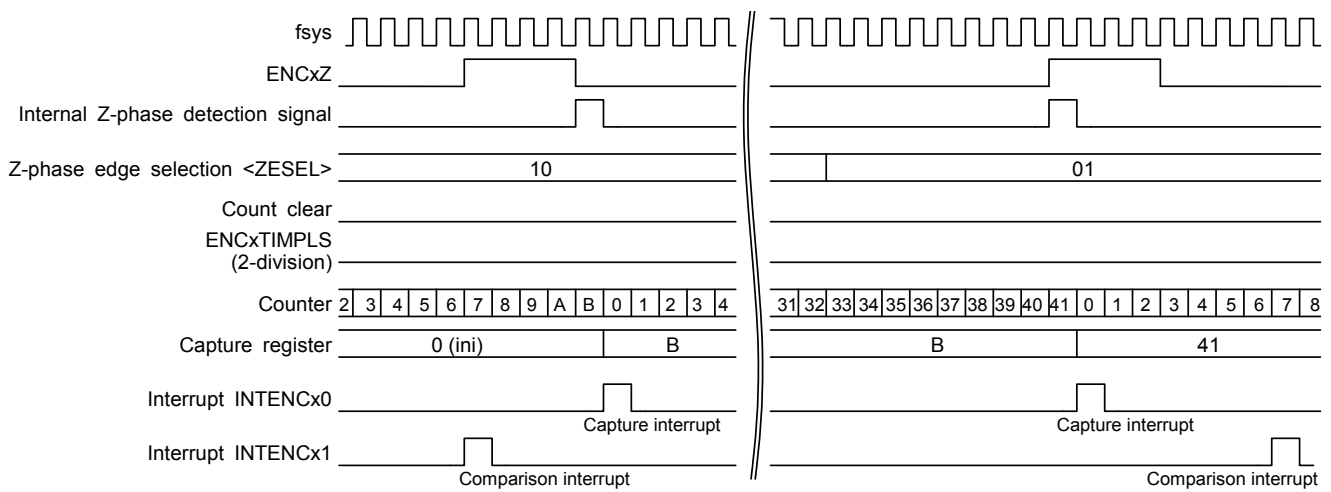 fsys
ENCxZ
Internal Z-phase detection signal
Z-phase edge selection <ZESEL> 10 01
Count clear
ENCxTIMPLS
(2-division)
Counter 2 3 4 5 6 7 8 9 A B 0 1 2 3 4 31 32 33 34 35 36 37 38 39 40 41 0 1 2 3 4 5 6 7 8
Capture register 0 (ini) B B 41
Interrupt INTENCx0
Capture interrupt Capture interrupt
Interrupt INTENCx1
Comparison interrupt Comparison interrupt